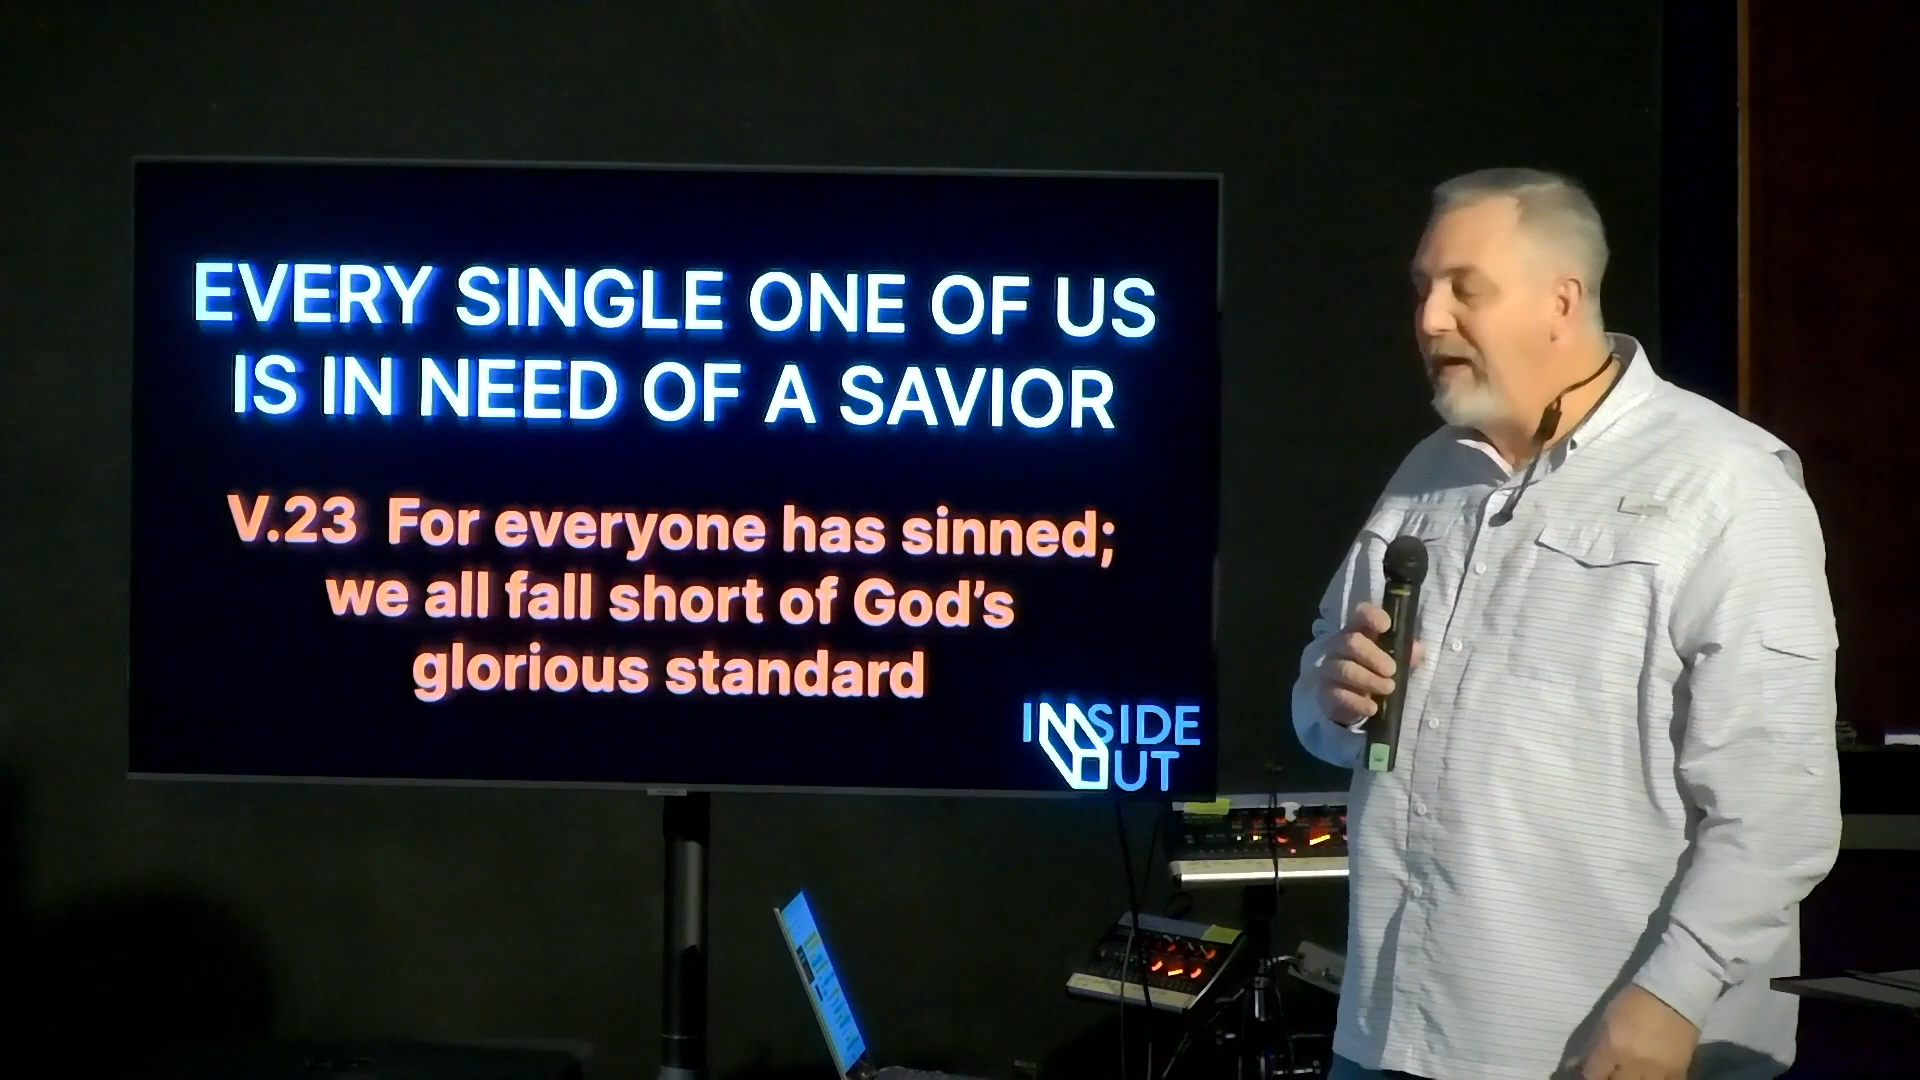 EVERY SINGLE ONE OF US
IS IN NEED OF A SAVIOR
V.23 For everyone has sinned;
we all fall short of God's
glorious standard
INSIDE
OUT